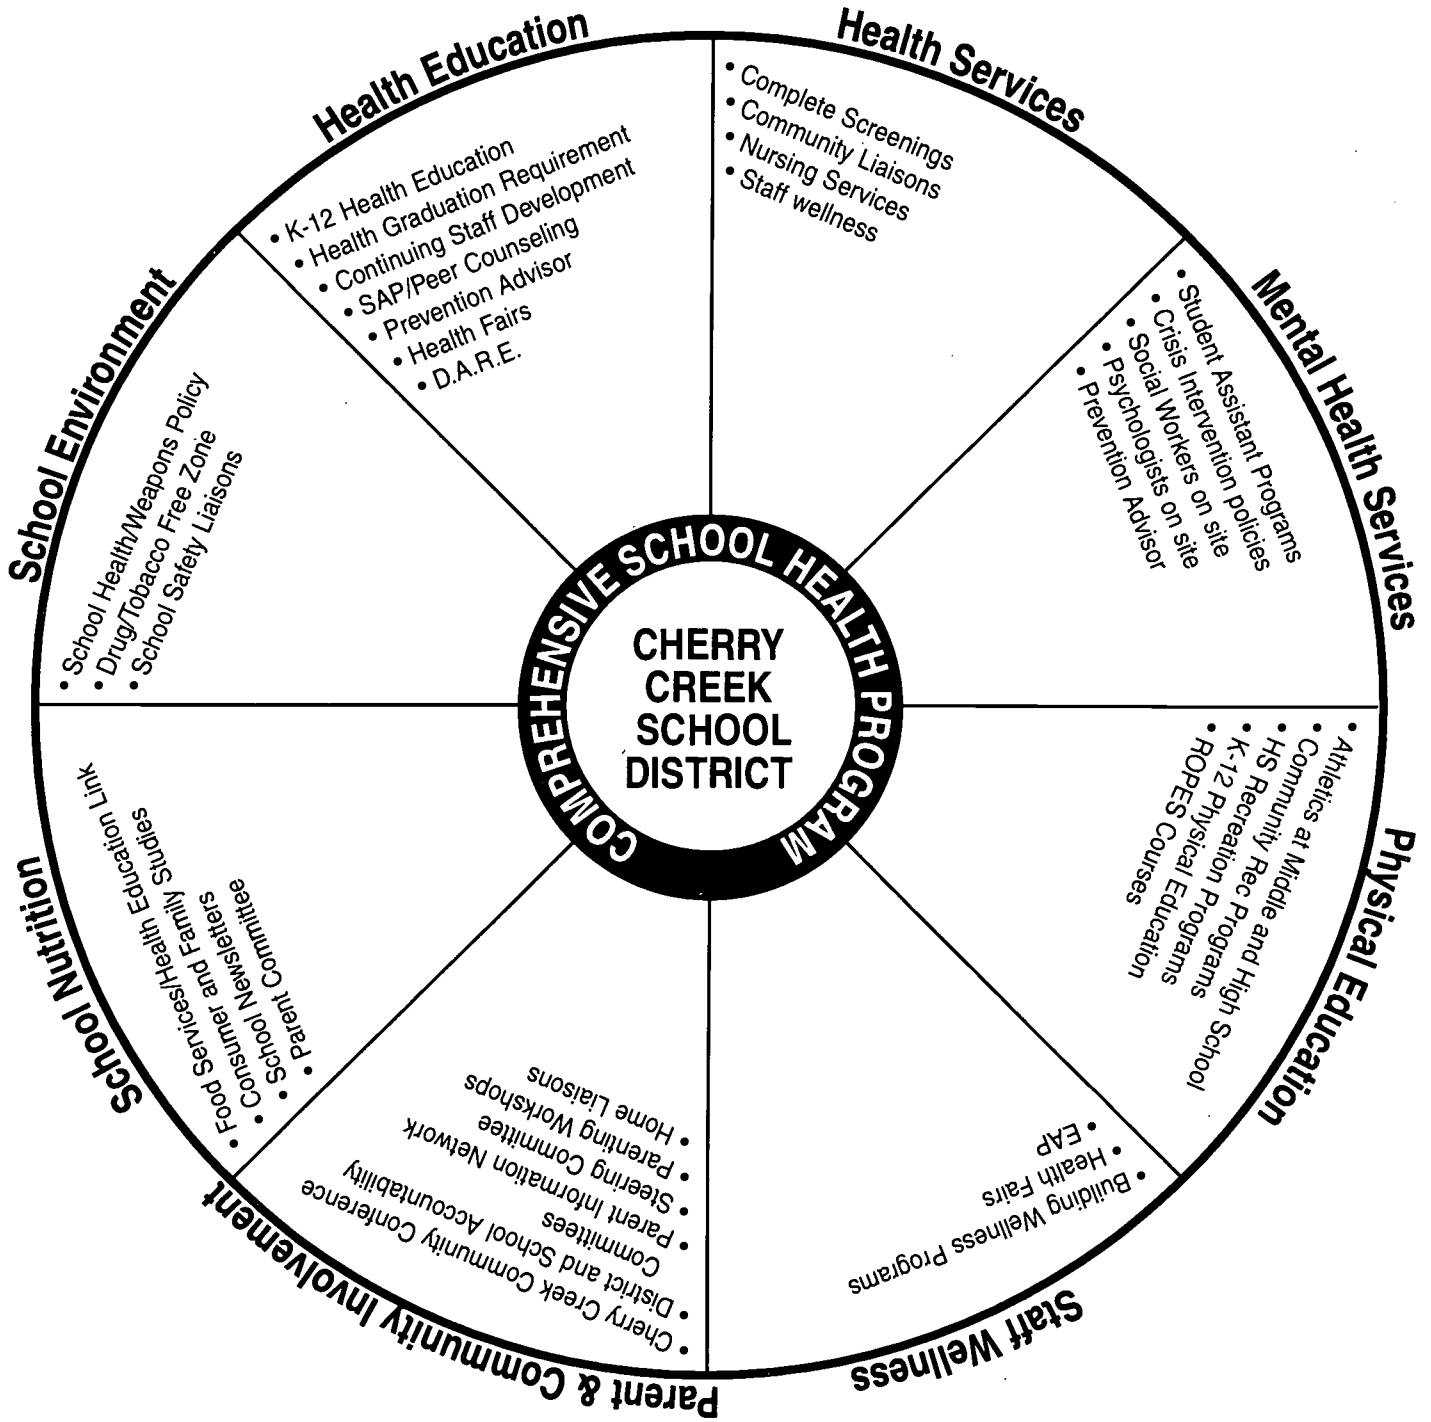 Health Education
• K-12 Health Education
• Health Graduation Requirement
• Continuing Staff Development
• SAP/Peer Counseling
• Prevention Advisor
• Health Fairs
• D.A.R.E.
Health Services
• Complete Screenings
• Community Liaisons
• Nursing Services
• Staff wellness
Mental Health Services
• Student Assistant Programs
• Crisis Intervention policies
• Social Workers on site
• Psychologists on site
• Prevention Advisor
Physical Education
• Athletics at Middle and High School
• Community Rec Programs
• HS Recreation Programs
• K-12 Physical Education
• ROPES Courses
Staff Wellness
• Building Wellness Programs
• Health Fairs
• EAP
Parent & Community Involvement
• Cherry Creek Community Conference
• District and School Accountability
Committees
• Parent Information Network
• Steering Committee
• Parenting Workshops
• Home Liaisons
School Nutrition
• Food Services/Health Education Link
• Consumer and Family Studies
• School Newsletters
• Parent Committee
School Environment
• School Health/Weapons Policy
• Drug/Tobacco Free Zone
• School Safety Liaisons
COMPREHENSIVE SCHOOL HEALTH PROGRAM
CHERRY
CREEK
SCHOOL
DISTRICT